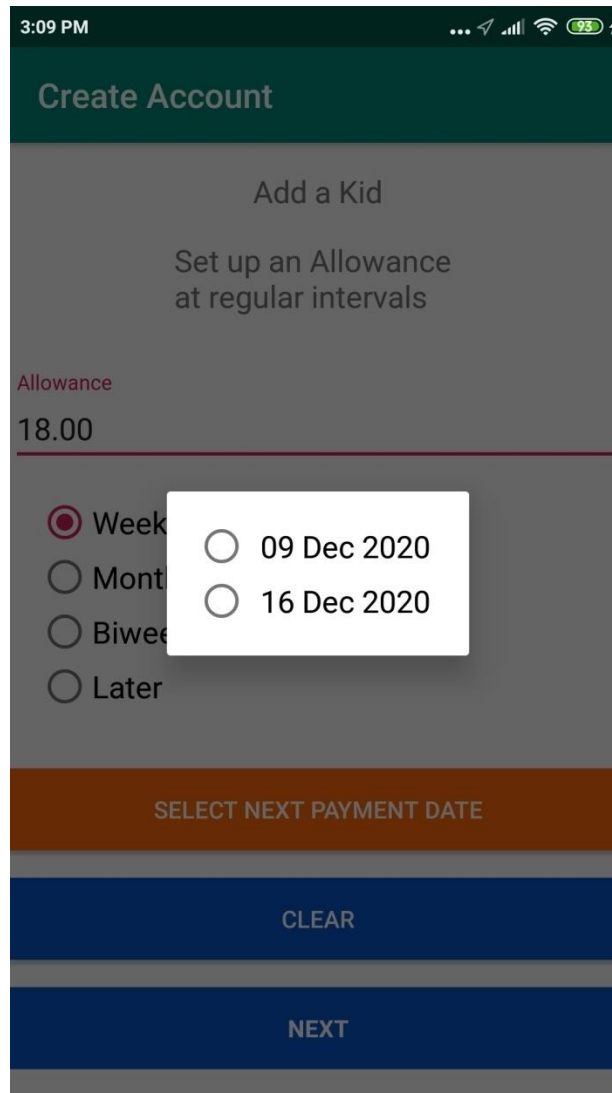 3:09 PM
93
Create Account
Add a Kid
Set up an Allowance
at regular intervals
Allowance
18.00
Week
09 Dec 2020
Mont
16 Dec 2020
Biwee
Later
SELECT NEXT PAYMENT DATE
CLEAR
NEXT